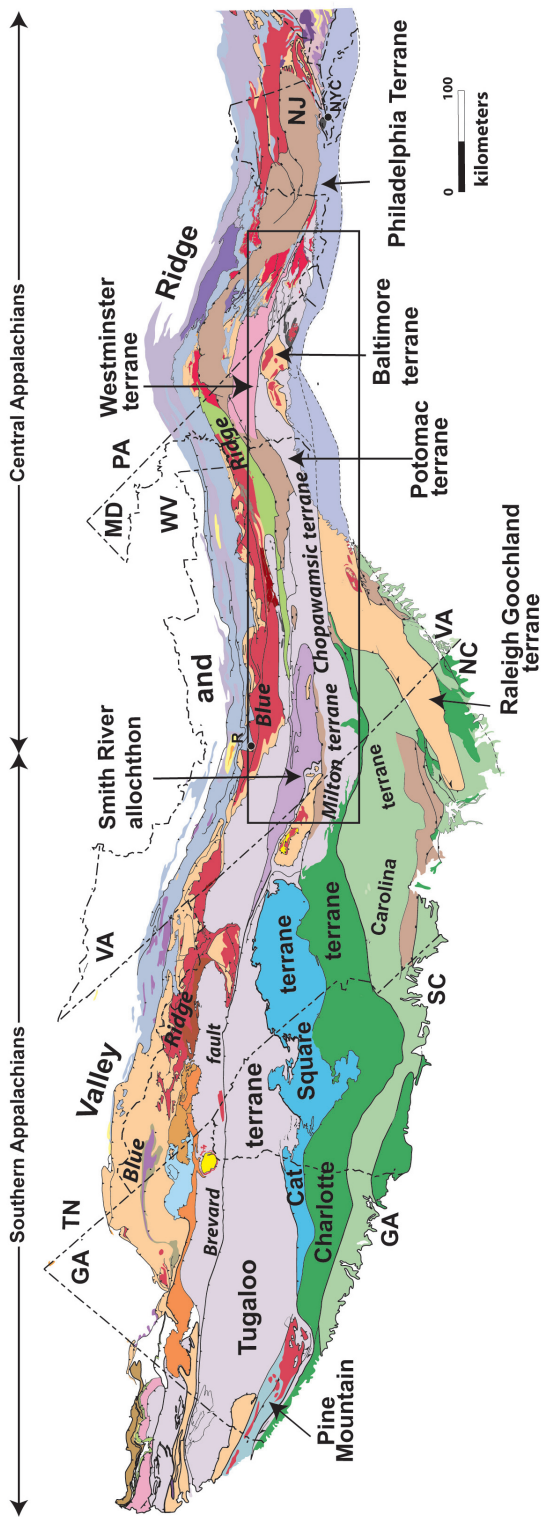 Southern Appalachians
Central Appalachians
GA
TN
VA
WV
MD
PA
Valley
and
Ridge
Smith River
allochthon
Westminster
terrane
Blue
Ridge
R
Blue
Ridge
NJ
NYC
Brevard
fault
Tugaloo
terrane
Cat
Square
terrane
Milton terrane
Chopawamsic terrane
Charlotte
terrane
Carolina
terrane
Pine
Mountain
GA
SC
NC
VA
Raleigh Goochland
terrane
Potomac
terrane
Baltimore
terrane
Philadelphia Terrane
0
100
kilometers